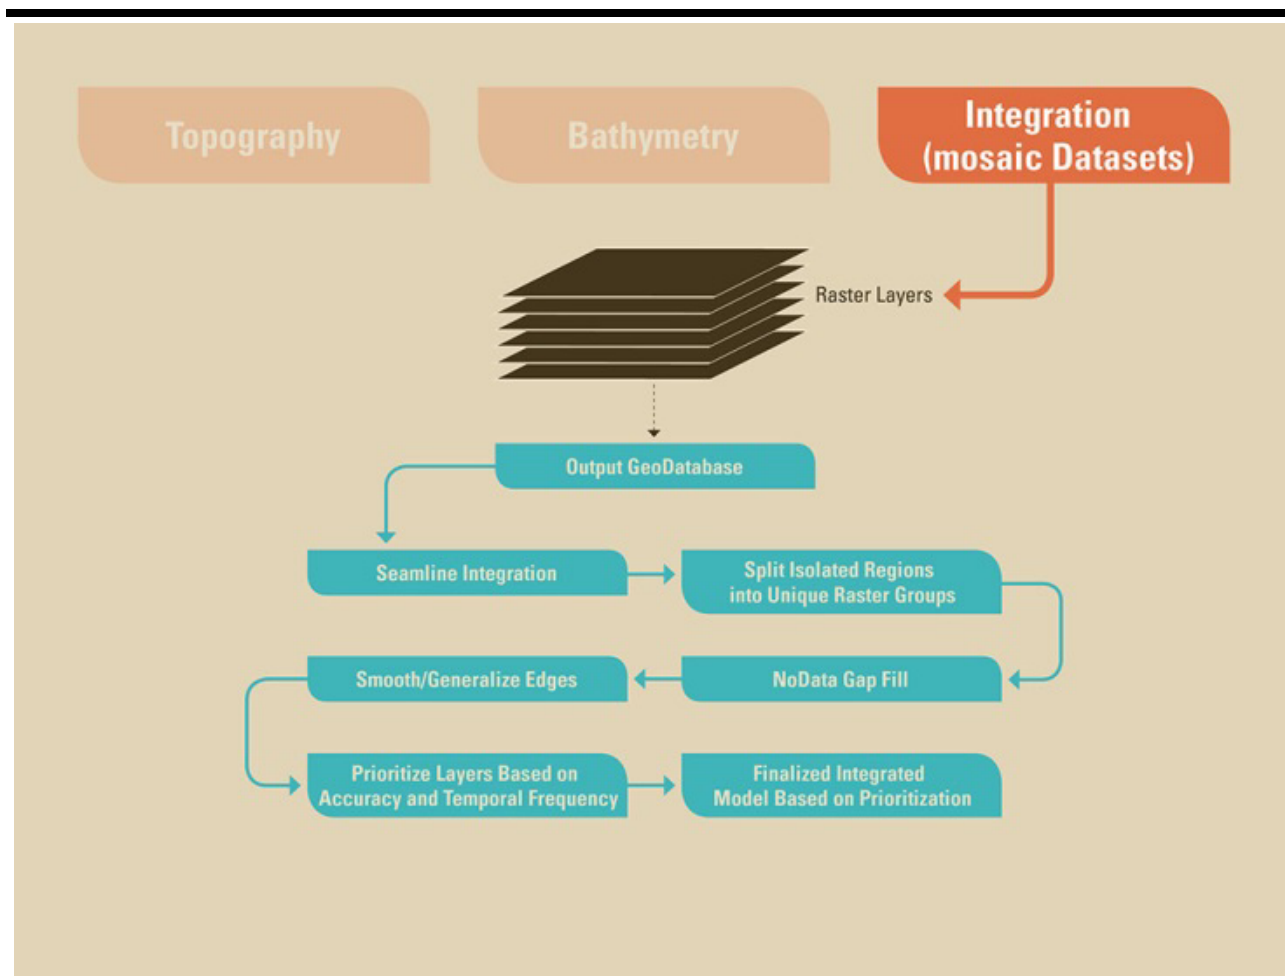 Topography
Bathymetry
Integration
(mosaic Datasets)
Raster Layers
Output GeoDatabase
Seamline Integration
Split Isolated Regions
into Unique Raster Groups
NoData Gap Fill
Smooth/Generalize Edges
Prioritize Layers Based on
Accuracy and Temporal Frequency
Finalized Integrated
Model Based on Prioritization